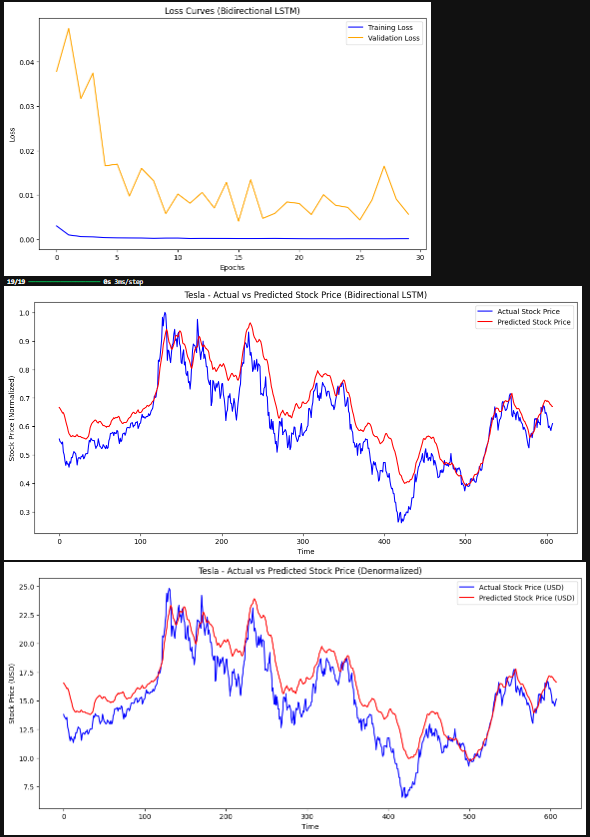 Loss Curves (Bidirectional LSTM)
Training Loss
Validation Loss
0.04
0.03
0.02
0.01
0.00
Loss
0 5 10 15 20 25 30
Epochs
19/19 0s 3ms/step
Tesla - Actual vs Predicted Stock Price (Bidirectional LSTM)
Actual Stock Price
Predicted Stock Price
1.0
0.9
0.8
0.7
0.6
0.5
0.4
0.3
Stock Price (Normalized)
0 100 200 300 400 500 600
Time
Tesla - Actual vs Predicted Stock Price (Denormalized)
Actual Stock Price (USD)
Predicted Stock Price (USD)
25.0
22.5
20.0
17.5
15.0
12.5
10.0
7.5
Stock Price (USD)
0 100 200 300 400 500 600
Time